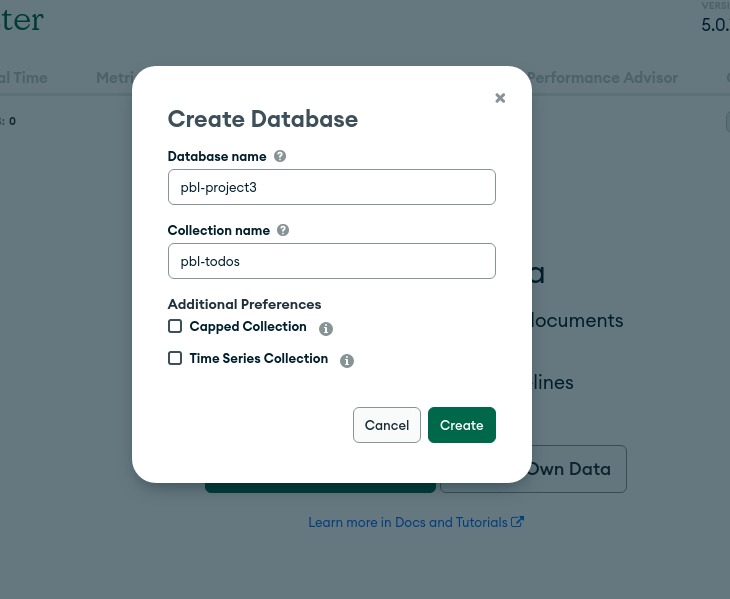 ter
VERSI
5.0.
al Time
Metri
Performance Advisor
S: 0
Create Database
Database name
pbl-project3
Collection name
pbl-todos
a
Additional Preferences
Capped Collection
documents
Time Series Collection
lines
Cancel
Create
Own Data
Learn more in Docs and Tutorials